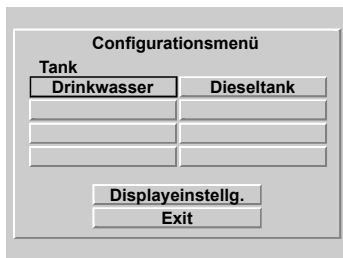 Configurationsmenü
Tank
Drinkwasser Dieseltank
Displayeinstellg.
Exit